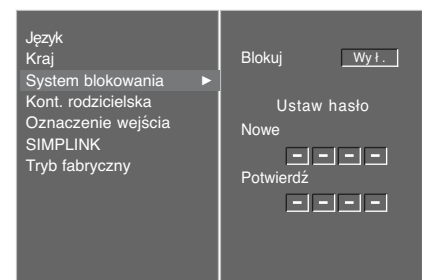 Język
Kraj
System blokowania ►
Kont. rodzicielska
Oznaczenie wejścia
SIMPLINK
Tryb fabryczny
Blokuj Wył.
Ustaw hasło
Nowe
– – – –
Potwierdź
– – – –